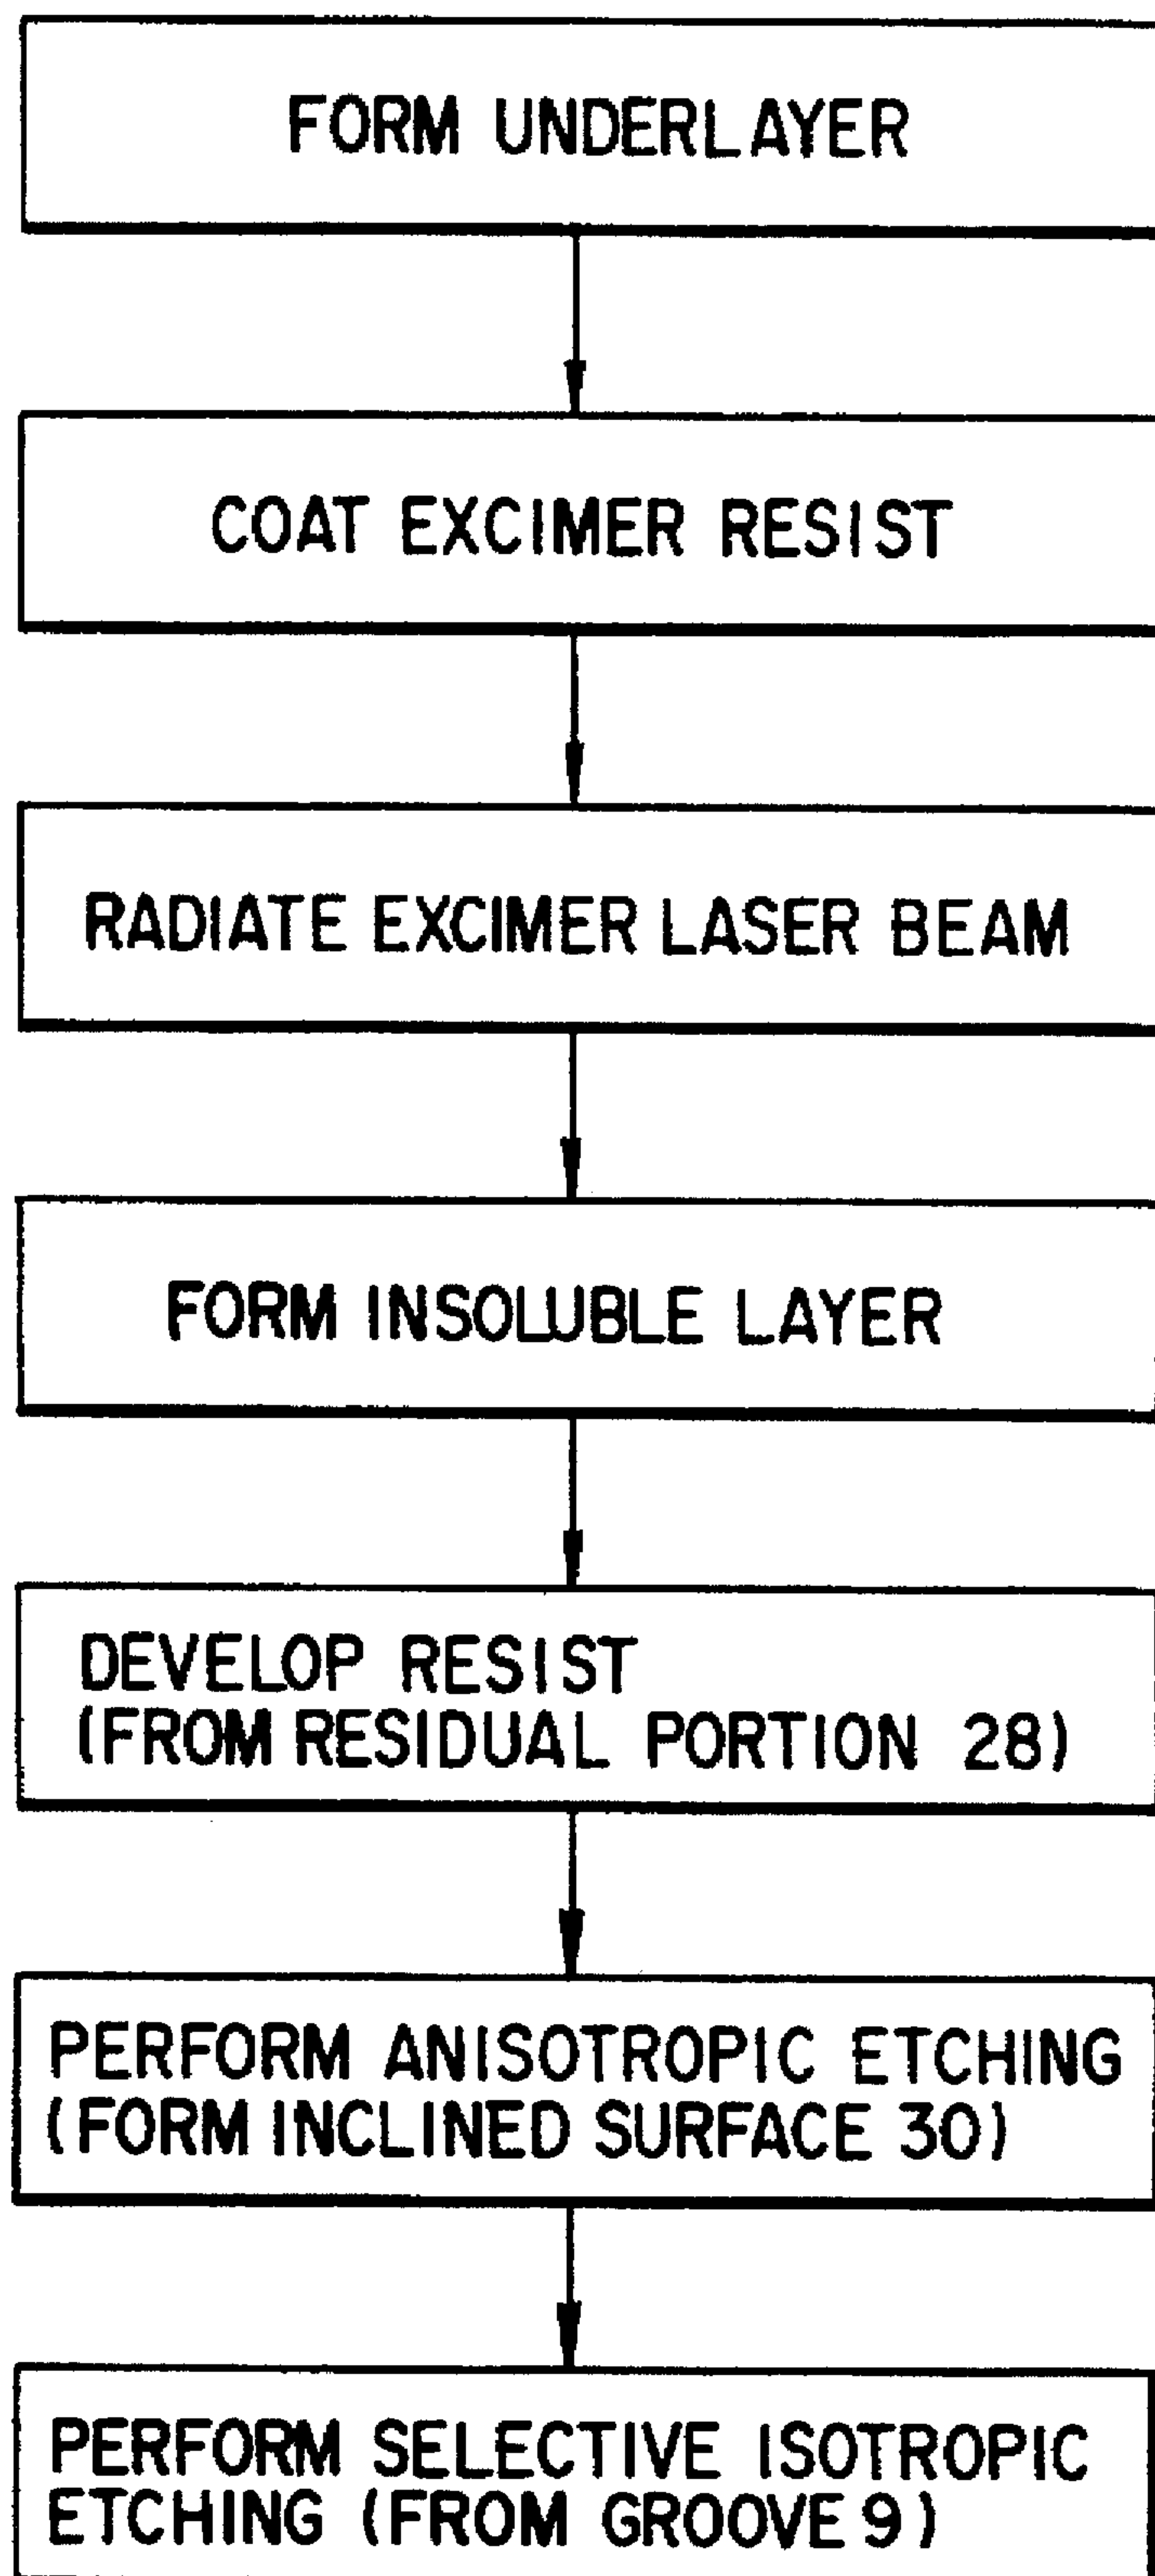 FORM UNDERLAYER
COAT EXCIMER RESIST
RADIATE EXCIMER LASER BEAM
FORM INSOLUBLE LAYER
DEVELOP RESIST
(FROM RESIDUAL PORTION 28)
PERFORM ANISOTROPIC ETCHING
(FORM INCLINED SURFACE 30)
PERFORM SELECTIVE ISOTROPIC
ETCHING (FROM GROOVE 9)